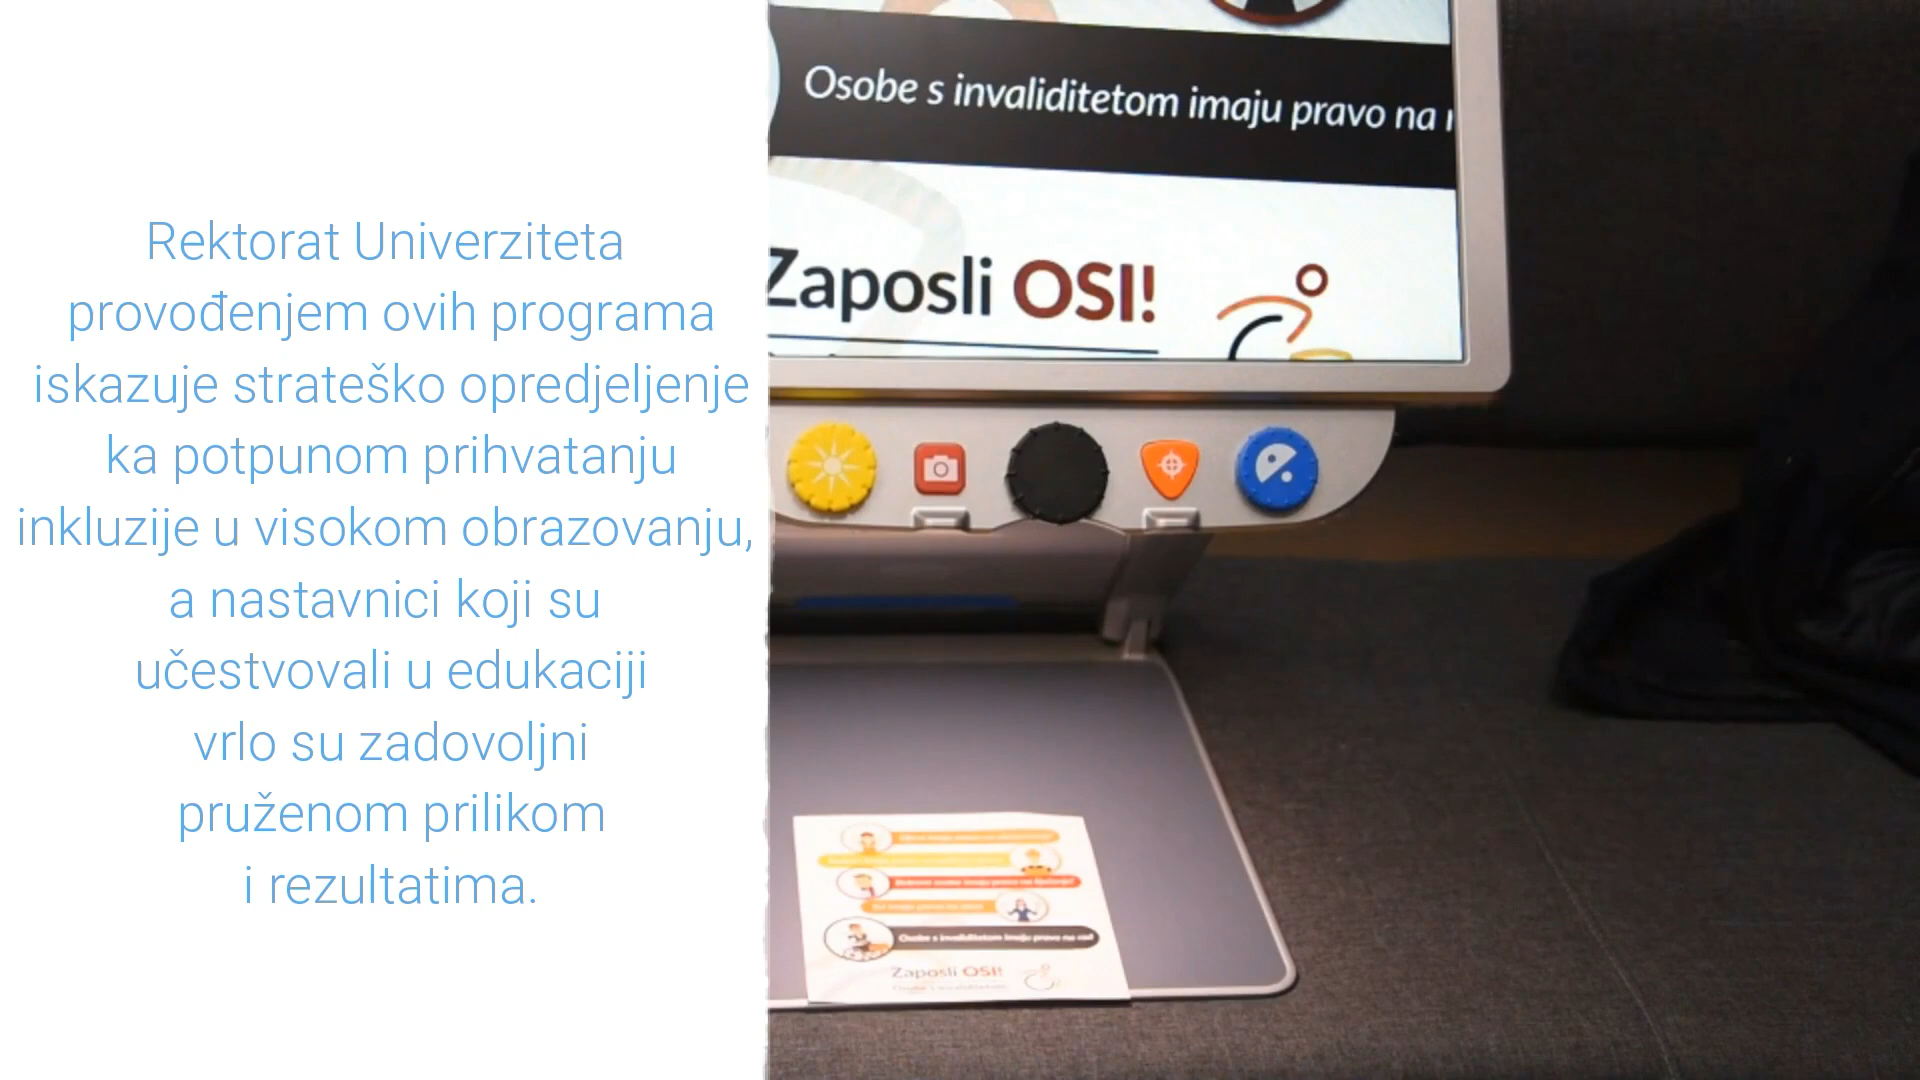 Rektorat Univerziteta
provođenjem ovih programa
iskazuje strateško opredjeljenje
ka potpunom prihvatanju
inkluzije u visokom obrazovanju,
a nastavnici koji su
učestvovali u edukaciji
vrlo su zadovoljni
pruženom prilikom
i rezultatima.
Osobe s invaliditetom imaju pravo na
Zaposli OSI!
Osobe s invaliditetom imaju pravo na rad
Zaposli OSI!
Osobe s invaliditetom